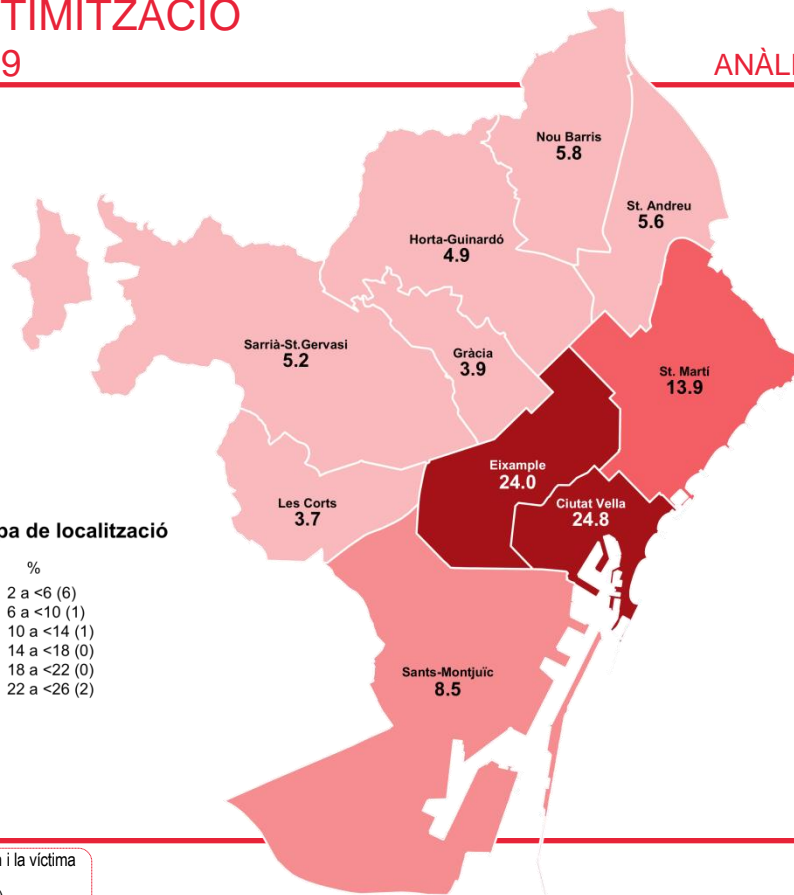 TIMITZACIÓ
9
ANÀL
Nou Barris
5.8
St. Andreu
5.6
Horta-Guinardó
4.9
Sarrià-St.Gervasi
5.2
Gràcia
3.9
St. Martí
13.9
Eixample
24.0
Ciutat Vella
24.8
Les Corts
3.7
pa de localització
%
2 a <6 (6)
6 a <10 (1)
10 a <14 (1)
14 a <18 (0)
18 a <22 (0)
22 a <26 (2)
Sants-Montjuïc
8.5
i la víctima